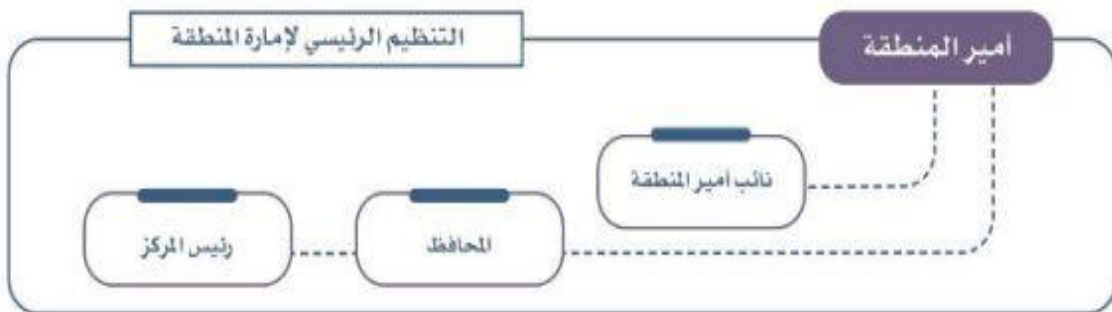 التنظيم الرئيسي لإمارة المنطقة
أمير المنطقة
نائب أمير المنطقة
المحافظ
رئيس المركز